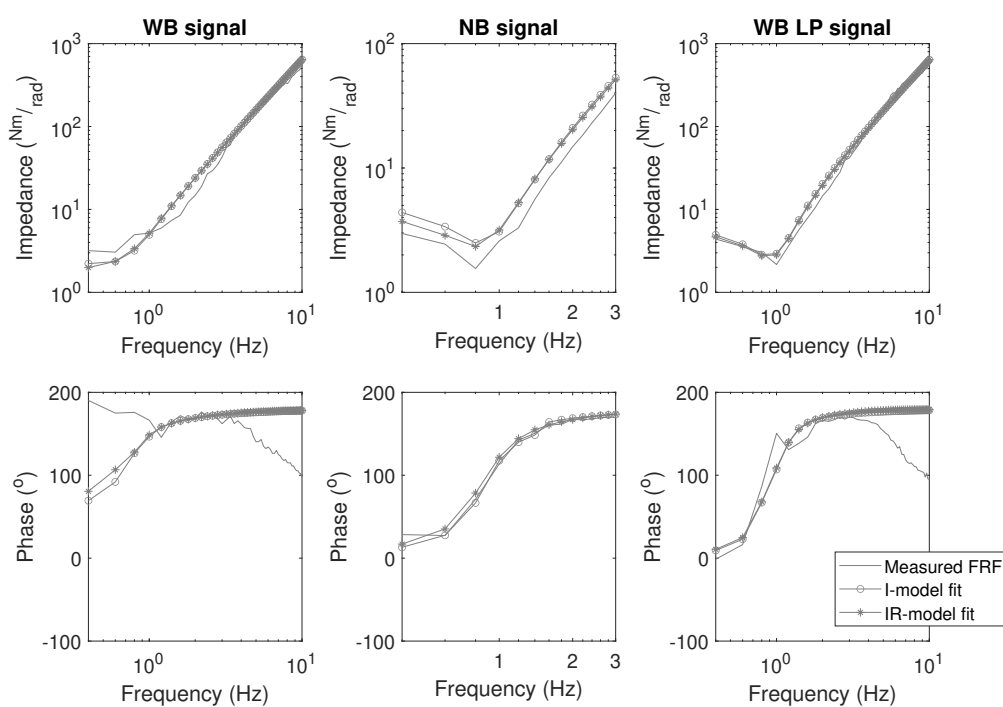 WB signal
NB signal
WB LP signal
Impedance (Nm/rad)
10^3
10^2
10^1
10^0
10^0
10^1
Frequency (Hz)
Impedance (Nm/rad)
10^2
10^1
10^0
1
2
3
Frequency (Hz)
Impedance (Nm/rad)
10^3
10^2
10^1
10^0
10^0
10^1
Frequency (Hz)
Phase (°)
200
100
0
-100
10^0
10^1
Frequency (Hz)
Phase (°)
200
100
0
-100
1
2
3
Frequency (Hz)
Phase (°)
200
100
0
-100
10^0
10^1
Frequency (Hz)
Measured FRF
I-model fit
IR-model fit